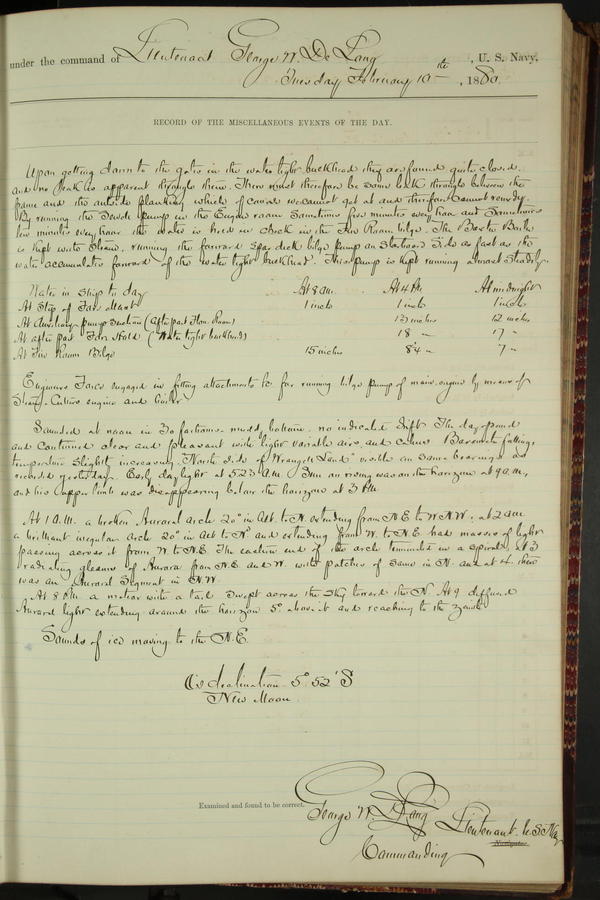 under the command of Lieutenant George W. De Long, U. S. Navy,
Tuesday February 10th, 1880.
RECORD OF THE MISCELLANEOUS EVENTS OF THE DAY.
Upon getting down to the gates in the water tight bulkhead they are found quite closed.
and no leak is apparent through them. There must therefore be some leak through between the
frame and the outside planking which of course we cannot get at and therefore cannot remedy.
By running the Sewell pump in the Engine room sometimes five minutes every hour and sometimes
ten minutes every hour the water is kept in check in the Fire Room bilge. The Baxter Boiler
is kept with steam, running the forward spar deck bilge pump on Starboard side as fast as the
water accumulates forward of the water tight bulkhead. This pump is kept running almost steadily.
Water in ship to day At 8 a.m. At 4 P.M. At midnight
At Step of Fore mast 1 inch 1 inch 1 inch
At Auxiliary pump suction (after part Room) 13 inches 12 inches
At after part Fore Hold (Water tight bulkhead) 18 " 17 "
At Fire Room Bilge 15 inches 8 4 " 7 "
Engineers Force engaged in fitting attachments &c for running bilge pump of main engine by means of
Steam Cutters engine and boiler
Sounded at noon in 30 fathoms. mud bottom. no indicated drift. The day opened
and continued clear and pleasant with light variable airs, and calms Barometer falling,
temperature slightly increasing. North side of Wrangel Land visible on same bearings as
recorded yesterday. Early daylight at 5.23 a.m. Sun on rising was on the horizon at 9 a.m.,
and his upper limb was disappearing below the horizon at 3 P.M.
At 1 A.M. a broken Auroral arch 20° in alt. to N. extending from N.E. to W.N.W.; at 2 a.m.
a brilliant irregular arch 20° in alt to Nd and extending from W. to N.E. had masses of light
passing across it from W. to N.E. The eastern end of the arch terminated in a spiral. At 3
radiating gleams of Aurora from N.E. and W. with patches of same in N. and at 4 there
was an Auroral Segment in N.W.
At 8 P.M. a meteor with a tail swept across the sky toward the N. At 9 diffused
Auroral light extending around the horizon 5° above it and reaching to the zenith
Sounds of ice moving to the N.E.
declination 5° 52' S
New Moon
Examined and found to be correct.
George W. De Long Lieutenant U.S. Navy
Navigator.
Commanding